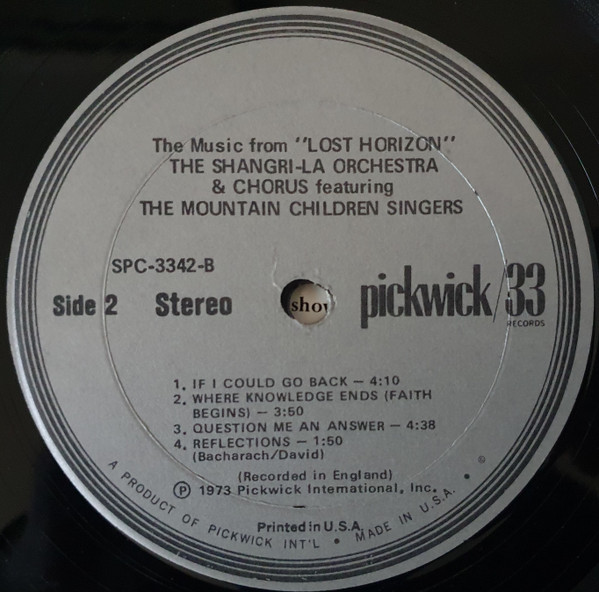 The Music from "LOST HORIZON"
THE SHANGRI-LA ORCHESTRA
& CHORUS featuring
THE MOUNTAIN CHILDREN SINGERS
SPC-3342-B
Side 2 Stereo
pickwick/33
RECORDS
1. IF I COULD GO BACK — 4:10
2. WHERE KNOWLEDGE ENDS (FAITH
BEGINS) — 3:50
3. QUESTION ME AN ANSWER — 4:38
4. REFLECTIONS — 1:50
(Bacharach/David)
(Recorded in England)
Ⓟ 1973 Pickwick International, Inc.
Printed in U.S.A.
A PRODUCT OF PICKWICK INT'L • MADE IN U.S.A. • ©